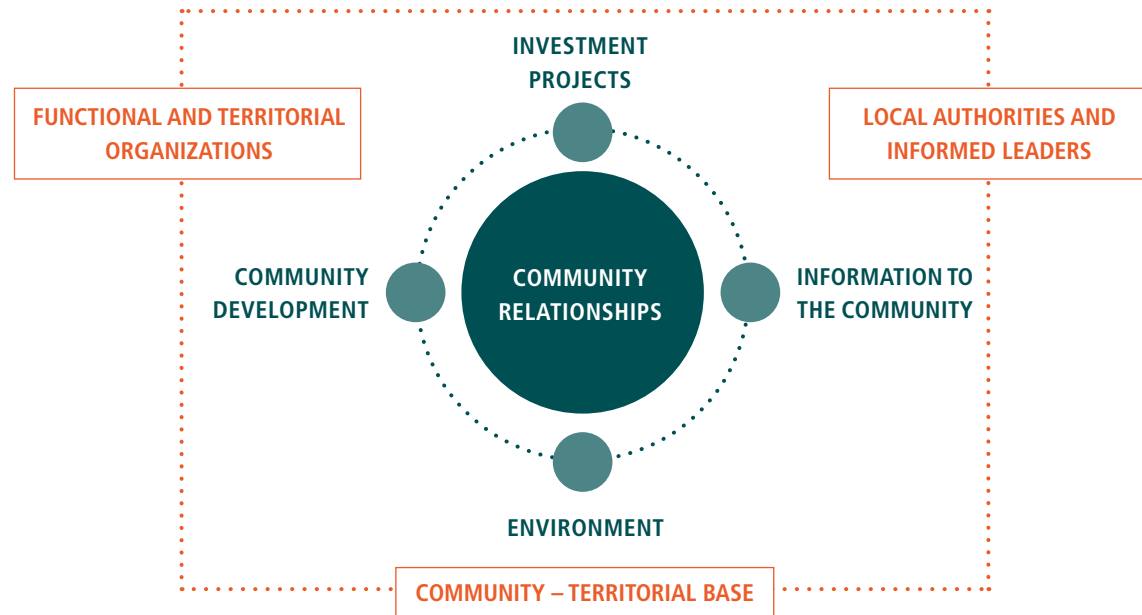 INVESTMENT
PROJECTS
FUNCTIONAL AND TERRITORIAL
ORGANIZATIONS
LOCAL AUTHORITIES AND
INFORMED LEADERS
COMMUNITY
DEVELOPMENT
COMMUNITY
RELATIONSHIPS
INFORMATION TO
THE COMMUNITY
ENVIRONMENT
COMMUNITY – TERRITORIAL BASE